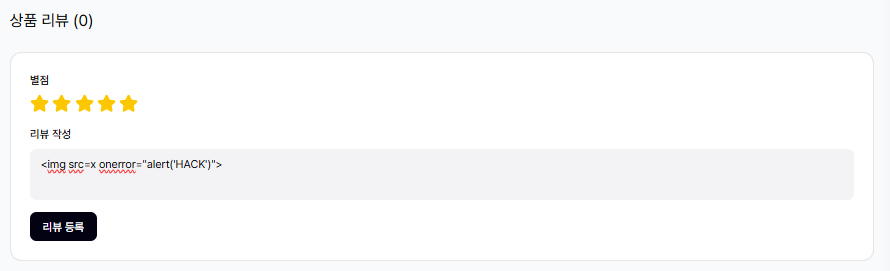 상품 리뷰 (0)
별점
리뷰 작성
<img src=x onerror="alert('HACK')">
리뷰 등록